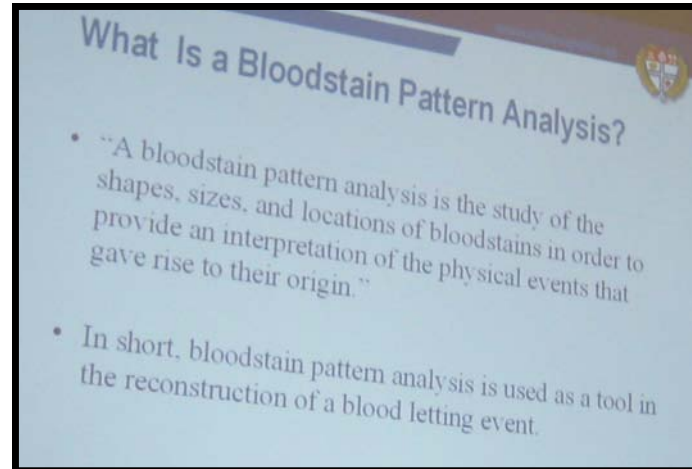 What Is a Bloodstain Pattern Analysis?
• “A bloodstain pattern analysis is the study of the
shapes, sizes, and locations of bloodstains in order to
provide an interpretation of the physical events that
gave rise to their origin.”
• In short, bloodstain pattern analysis is used as a tool in
the reconstruction of a blood letting event.